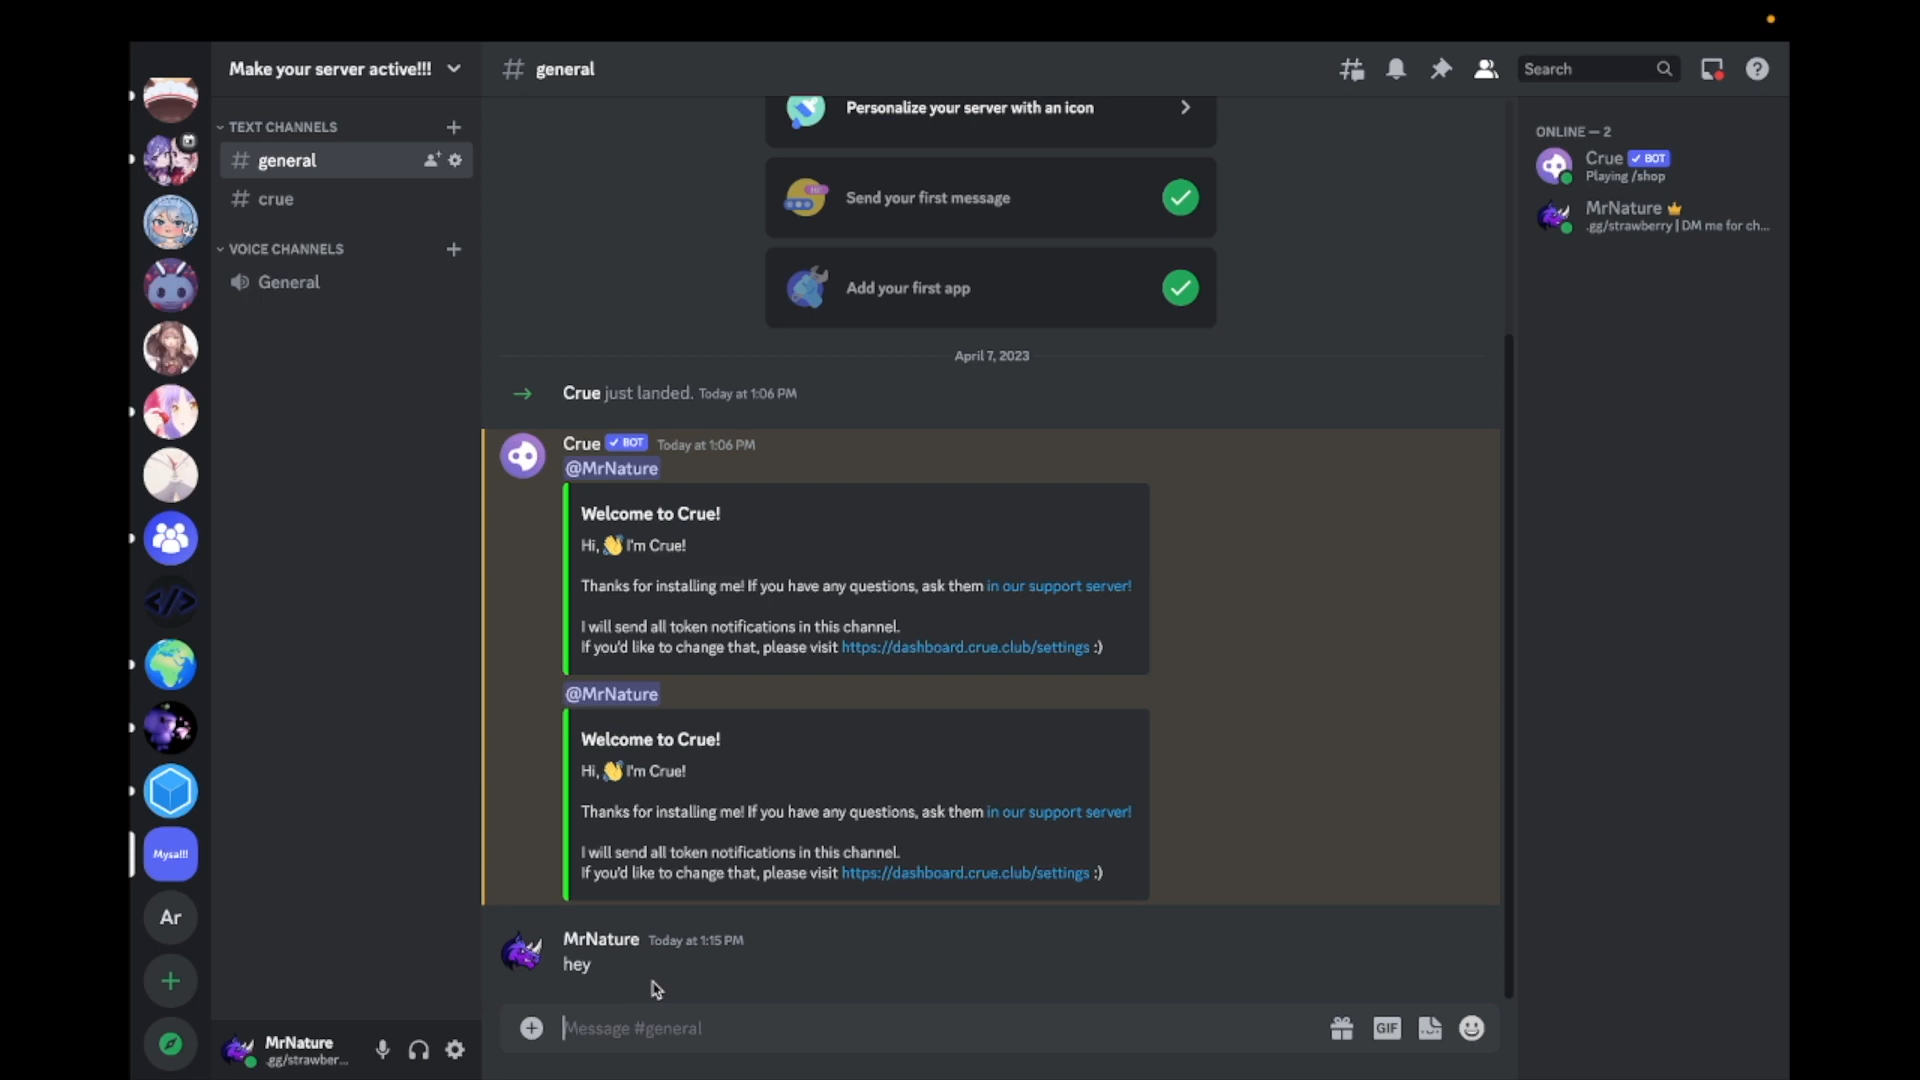 Make your server active!!!
TEXT CHANNELS
general
crue
VOICE CHANNELS
General
Mysa!!!
Ar
MrNature
.gg/strawber...
general
Search
Personalize your server with an icon
Send your first message
Add your first app
April 7, 2023
Crue just landed. Today at 1:06 PM
Crue BOT Today at 1:06 PM
@MrNature
Welcome to Crue!
Hi, 👋 I'm Crue!
Thanks for installing me! If you have any questions, ask them in our support server!
I will send all token notifications in this channel.
If you'd like to change that, please visit https://dashboard.crue.club/settings :)
@MrNature
Welcome to Crue!
Hi, 👋 I'm Crue!
Thanks for installing me! If you have any questions, ask them in our support server!
I will send all token notifications in this channel.
If you'd like to change that, please visit https://dashboard.crue.club/settings :)
MrNature Today at 1:15 PM
hey
Message #general
GIF
ONLINE — 2
Crue BOT
Playing /shop
MrNature
.gg/strawberry | DM me for ch...